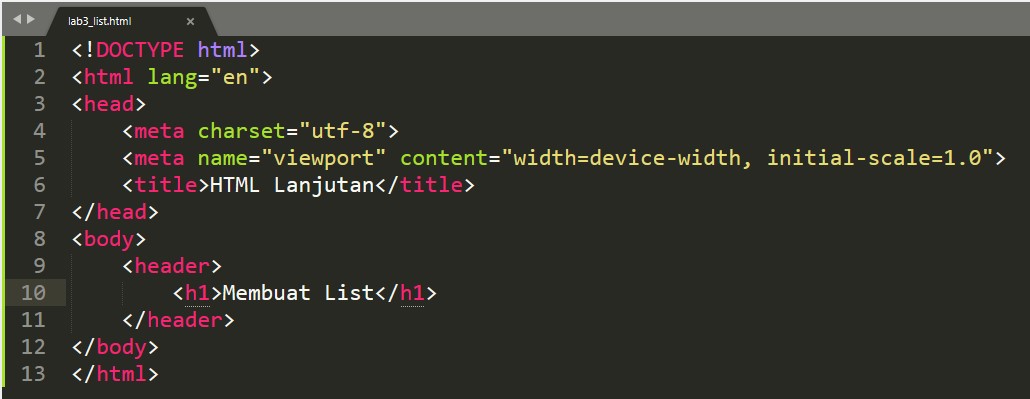 lab3_list.html ×
1 <!DOCTYPE html>
2 <html lang="en">
3 <head>
4     <meta charset="utf-8">
5     <meta name="viewport" content="width=device-width, initial-scale=1.0">
6     <title>HTML Lanjutan</title>
7 </head>
8 <body>
9     <header>
10         <h1>Membuat List</h1>
11     </header>
12 </body>
13 </html>